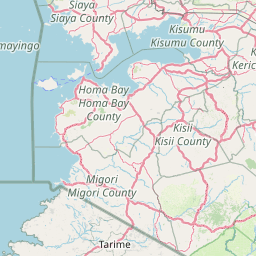 Siaya
Siaya County
Kisumu
Kisumu County
mayingo
Keric
Homa Bay
Homa Bay
County
Kisii
Kisii County
Migori
Migori County
Tarime